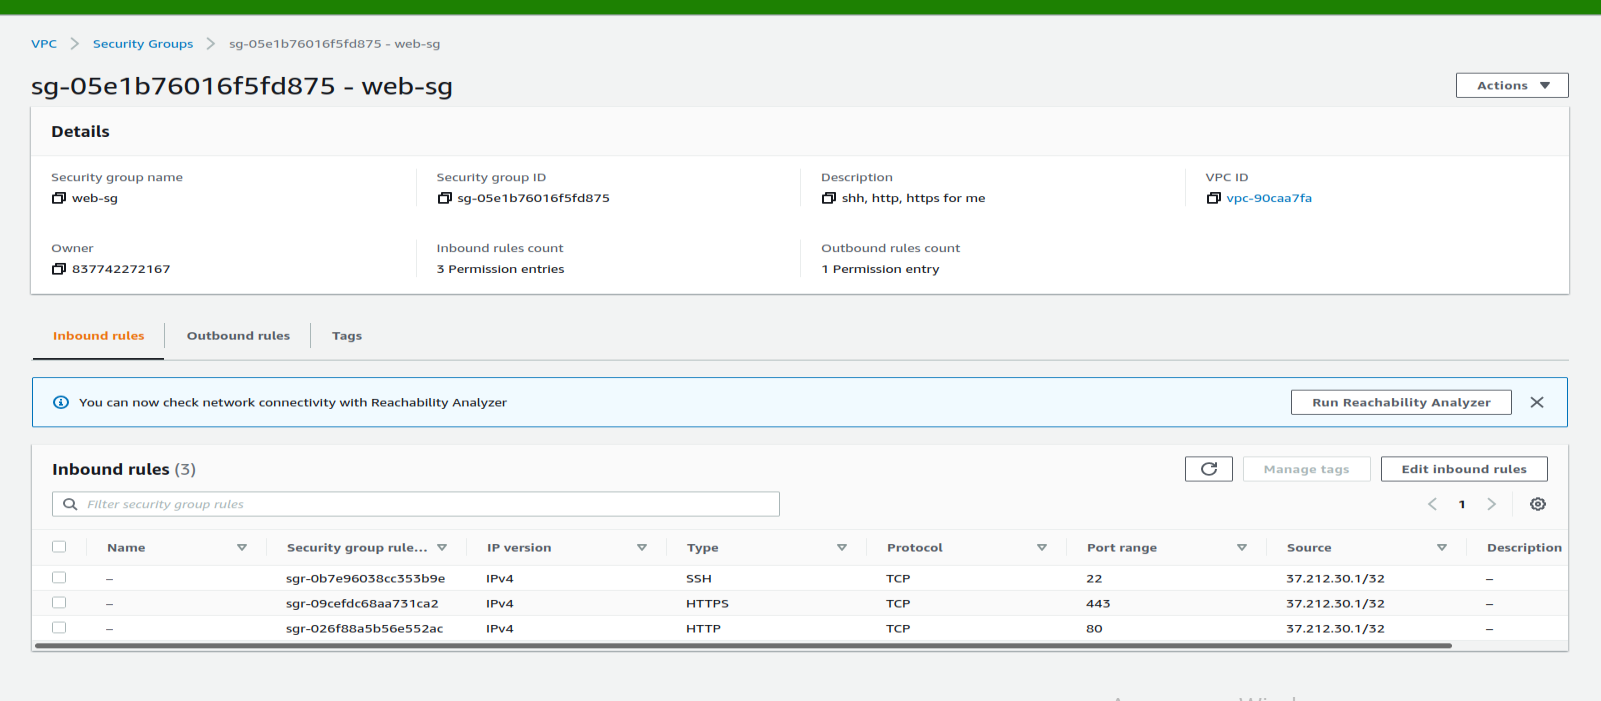 VPC > Security Groups > sg-05e1b76016f5fd875 - web-sg
sg-05e1b76016f5fd875 - web-sg
Actions
Details
Security group name Security group ID Description VPC ID
web-sg sg-05e1b76016f5fd875 shh, http, https for me vpc-90caa7fa
Owner Inbound rules count Outbound rules count
837742272167 3 Permission entries 1 Permission entry
Inbound rules Outbound rules Tags
You can now check network connectivity with Reachability Analyzer Run Reachability Analyzer
Inbound rules (3) Manage tags Edit inbound rules
Filter security group rules 1
Name Security group rule... IP version Type Protocol Port range Source Description
– sgr-0b7e96038cc353b9e IPv4 SSH TCP 22 37.212.30.1/32 –
– sgr-09cefdc68aa731ca2 IPv4 HTTPS TCP 443 37.212.30.1/32 –
– sgr-026f88a5b56e552ac IPv4 HTTP TCP 80 37.212.30.1/32 –